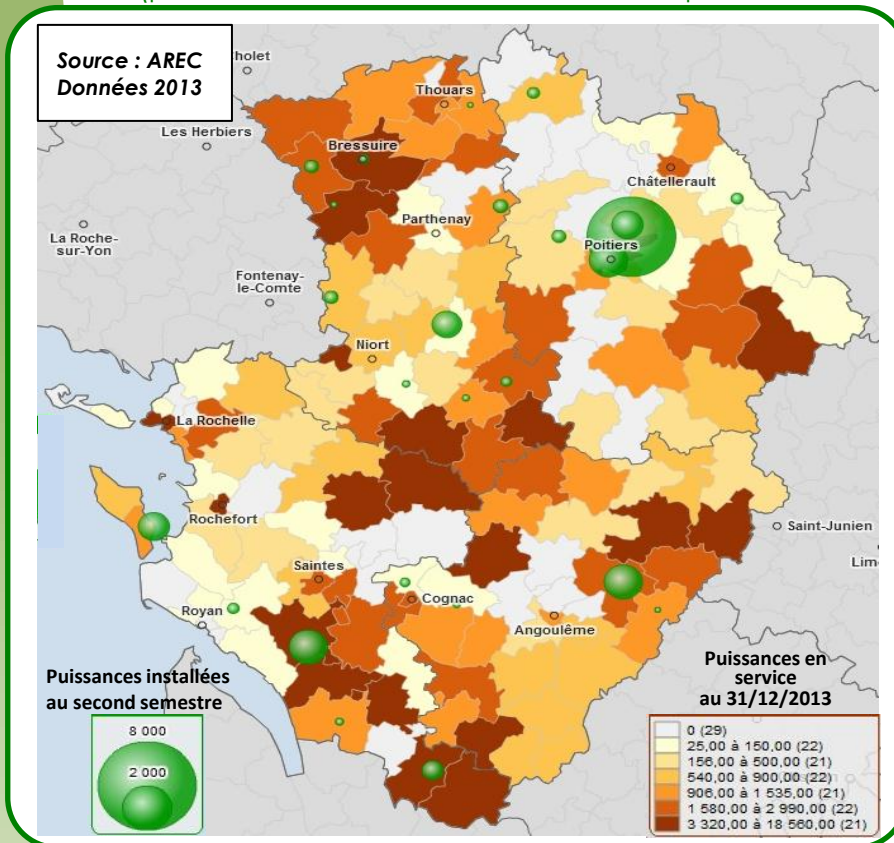 Source : AREC
Données 2013
Thouars
Les Herbiers
Bressuire
Châtellerault
La Roche-
sur-Yon
Parthenay
Poitiers
Fontenay-
le-Comte
Niort
La Rochelle
Rochefort
Saint-Junien
Saintes
Cognac
Royan
Angoulême
Puissances installées
au second semestre
8 000
2 000
Puissances en
service
au 31/12/2013
0 (29)
25,00 à 150,00 (22)
156,00 à 500,00 (21)
540,00 à 900,00 (22)
906,00 à 1 535,00 (21)
1 580,00 à 2 990,00 (22)
3 320,00 à 18 560,00 (21)